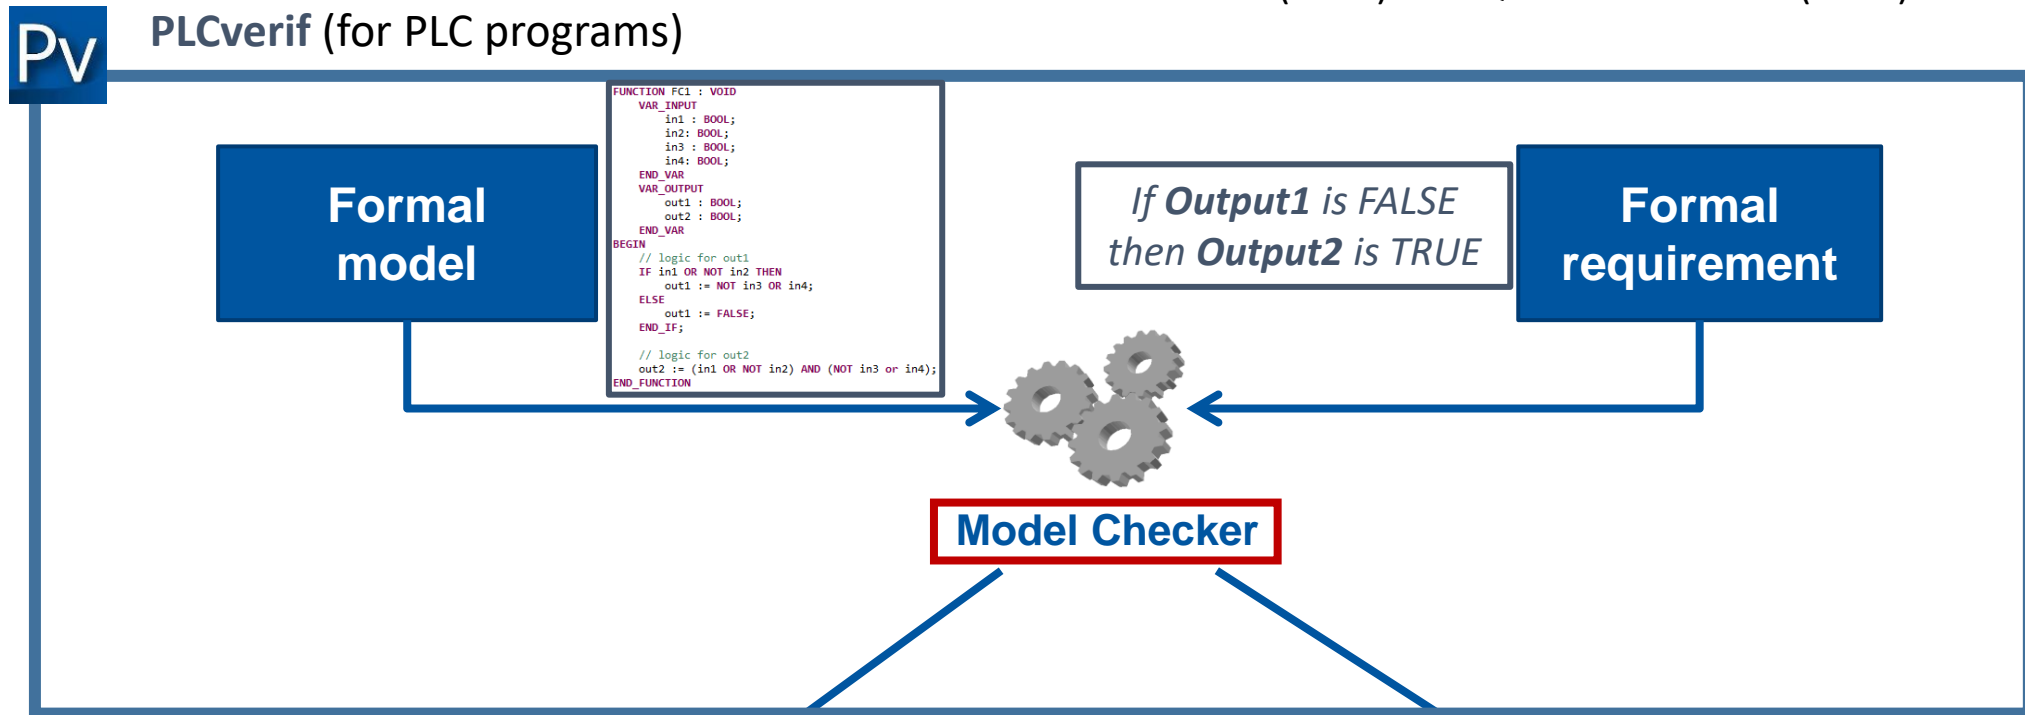 Pv
PLCverif (for PLC programs)
FUNCTION FC1 : VOID
VAR_INPUT
in1 : BOOL;
in2: BOOL;
in3 : BOOL;
in4: BOOL;
END_VAR
VAR_OUTPUT
out1 : BOOL;
out2 : BOOL;
END_VAR
BEGIN
// logic for out1
IF in1 OR NOT in2 THEN
out1 := NOT in3 OR in4;
ELSE
out1 := FALSE;
END_IF;
// logic for out2
out2 := (in1 OR NOT in2) AND (NOT in3 or in4);
END_FUNCTION
Formal
model
If Output1 is FALSE
then Output2 is TRUE
Formal
requirement
Model Checker